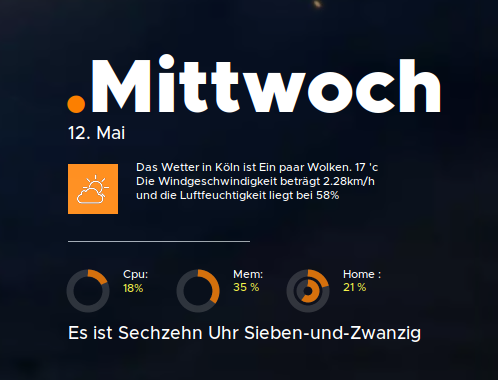 .Mittwoch
12. Mai
Das Wetter in Köln ist Ein paar Wolken. 17 'c
Die Windgeschwindigkeit beträgt 2.28km/h
und die Luftfeuchtigkeit liegt bei 58%
Cpu: Mem: Home :
18% 35 % 21 %
Es ist Sechzehn Uhr Sieben-und-Zwanzig